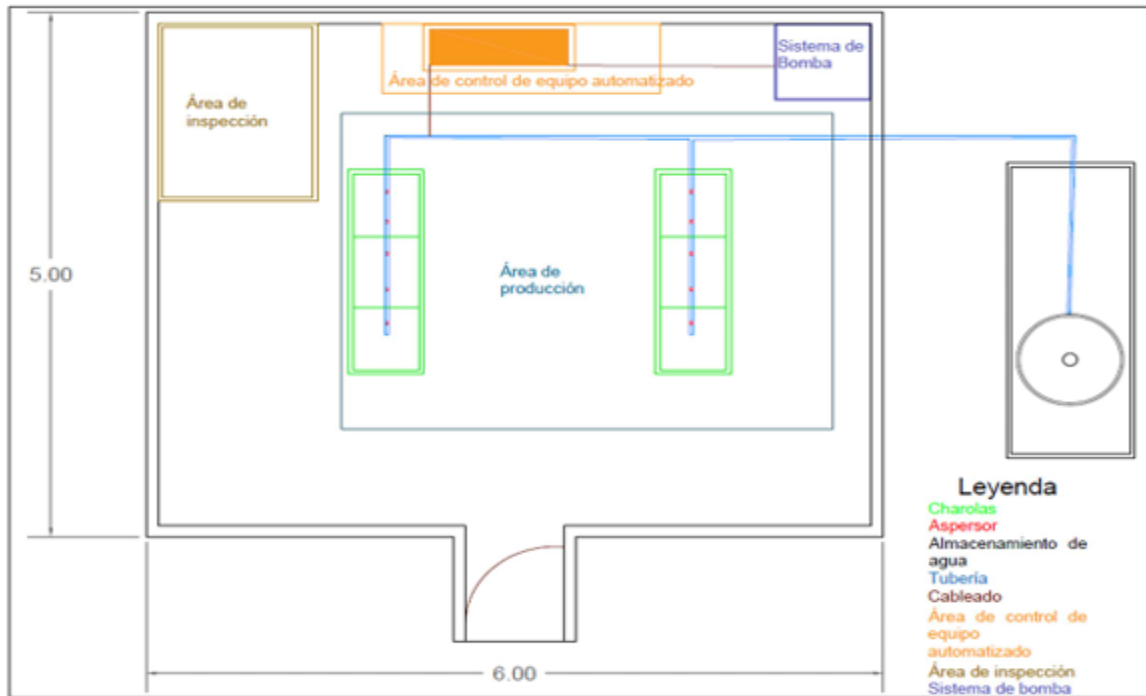 Sistema de
Bomba
Área de control de equipo automatizado
Área de
inspección
5.00
Área de
producción
6.00
Leyenda
Charolas
Aspersor
Almacenamiento de
agua
Tubería
Cableado
Área de control de
equipo
automatizado
Área de inspección
Sistema de bomba